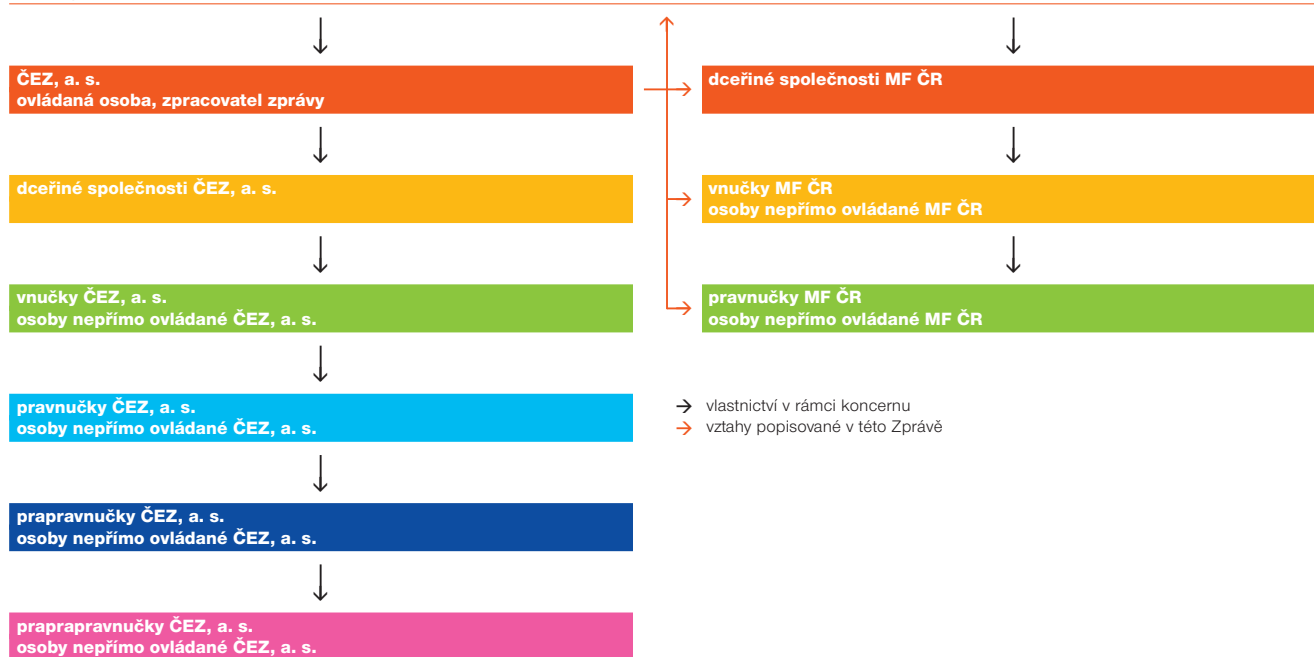 ČEZ, a. s.
ovládaná osoba, zpracovatel zprávy
dceřiné společnosti MF ČR
dceřiné společnosti ČEZ, a. s.
vnučky MF ČR
osoby nepřímo ovládané MF ČR
vnučky ČEZ, a. s.
osoby nepřímo ovládané ČEZ, a. s.
pravnučky MF ČR
osoby nepřímo ovládané MF ČR
pravnučky ČEZ, a. s.
osoby nepřímo ovládané ČEZ, a. s.
vlastnictví v rámci koncernu
vztahy popisované v této Zprávě
prapravnučky ČEZ, a. s.
osoby nepřímo ovládané ČEZ, a. s.
praprapravnučky ČEZ, a. s.
osoby nepřímo ovládané ČEZ, a. s.